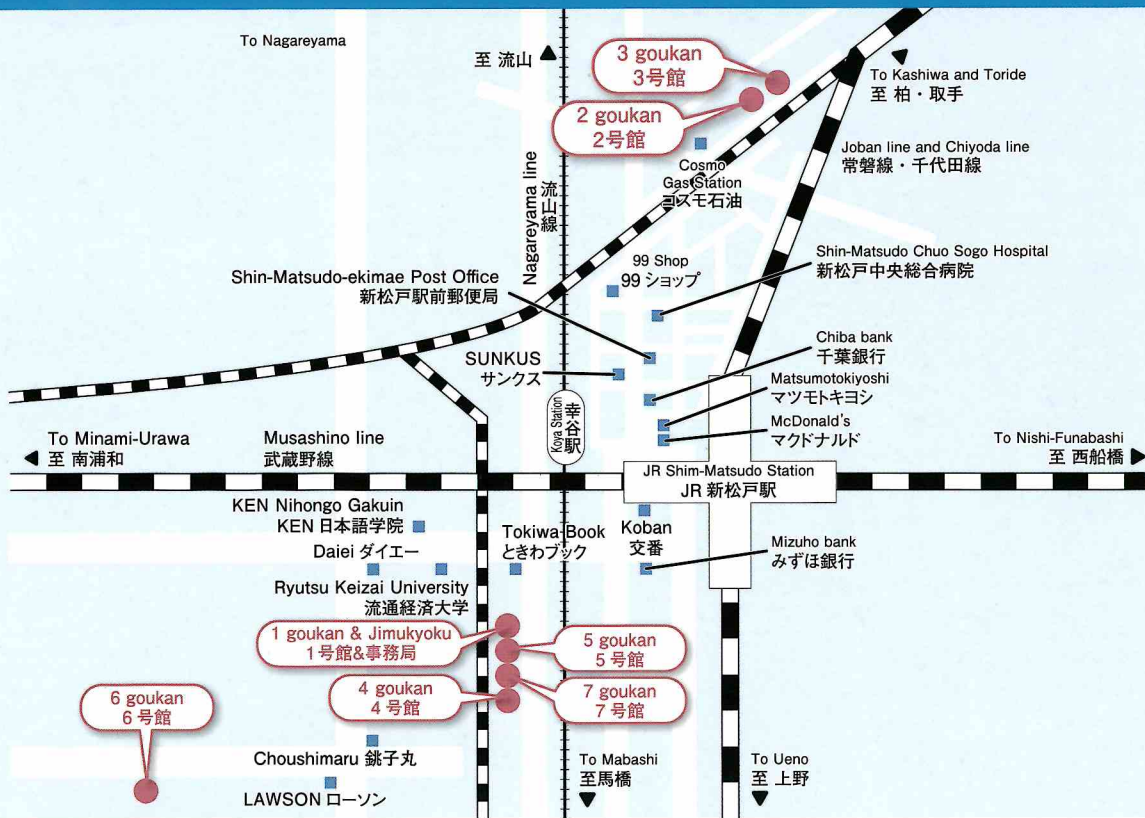 To Nagareyama
至 流山
3 goukan
3号館
2 goukan
2号館
To Kashiwa and Toride
至 柏・取手
Joban line and Chiyoda line
常磐線・千代田線
Cosmo
Gas Station
コスモ石油
Nagareyama line
流山線
99 Shop
99 ショップ
Shin-Matsudo Chuo Sogo Hospital
新松戸中央総合病院
Shin-Matsudo-ekimae Post Office
新松戸駅前郵便局
Chiba bank
千葉銀行
SUNKUS
サンクス
Matsumotokiyoshi
マツモトキヨシ
Koya Station
幸谷駅
McDonald's
マクドナルド
To Minami-Urawa
至 南浦和
Musashino line
武蔵野線
To Nishi-Funabashi
至 西船橋
JR Shim-Matsudo Station
JR 新松戸駅
KEN Nihongo Gakuin
KEN 日本語学院
Tokiwa Book
ときわブック
Koban
交番
Daiei ダイエー
Mizuho bank
みずほ銀行
Ryutsu Keizai University
流通経済大学
1 goukan & Jimukyoku
1号館&事務局
5 goukan
5 号館
4 goukan
4 号館
7 goukan
7 号館
6 goukan
6 号館
Choushimaru 銚子丸
LAWSON ローソン
To Mabashi
至馬橋
To Ueno
至 上野